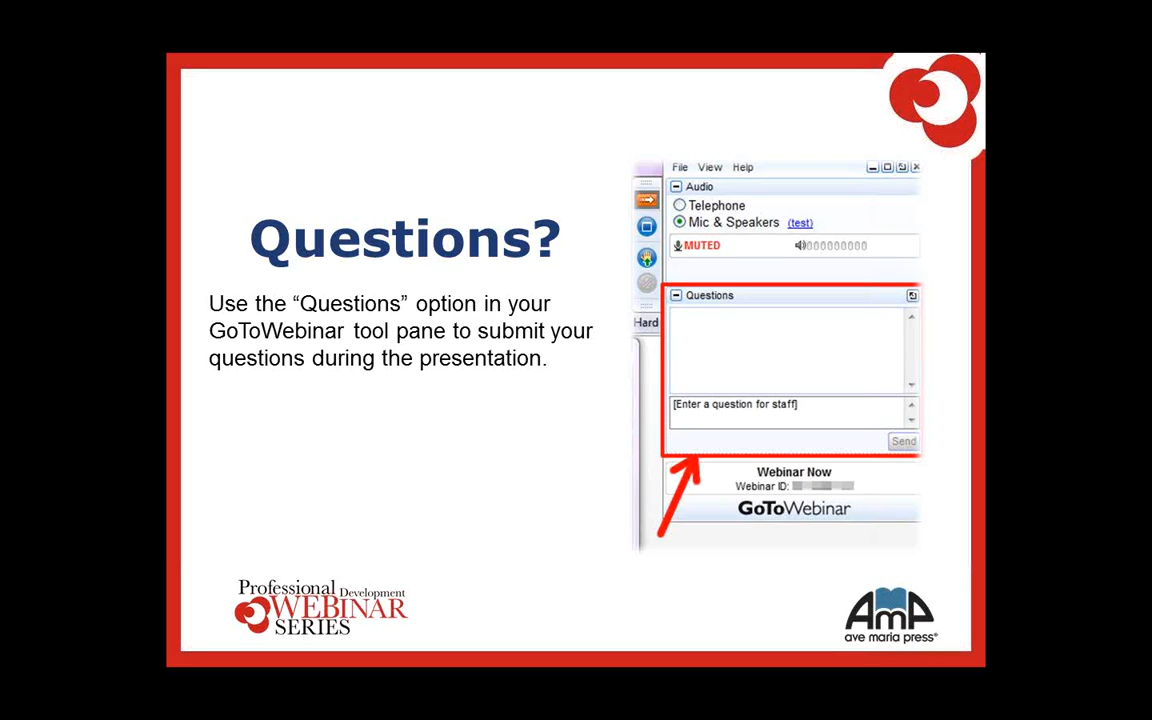 Questions?
Use the “Questions” option in your
GoToWebinar tool pane to submit your
questions during the presentation.
File View Help
Audio
Telephone
Mic & Speakers (test)
MUTED 000000000
Questions
Hard
[Enter a question for staff]
Send
Webinar Now
Webinar ID:
GoToWebinar
Professional Development
WEBINAR
SERIES
AmP
ave maria press®